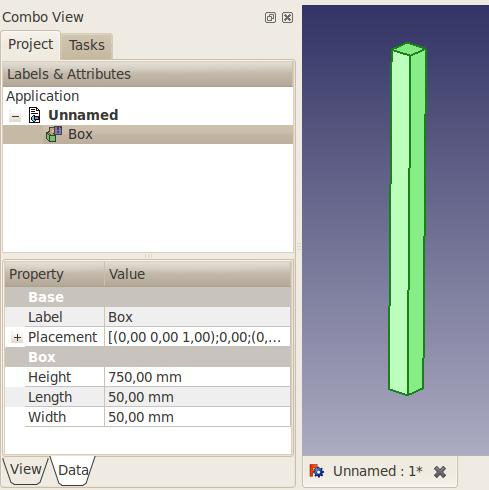 Combo View
Project Tasks
Labels & Attributes
Application
Unnamed
Box
Property Value
Base
Label Box
Placement [(0,00 0,00 1,00);0,00;(0,...
Box
Height 750,00 mm
Length 50,00 mm
Width 50,00 mm
View Data
Unnamed : 1*